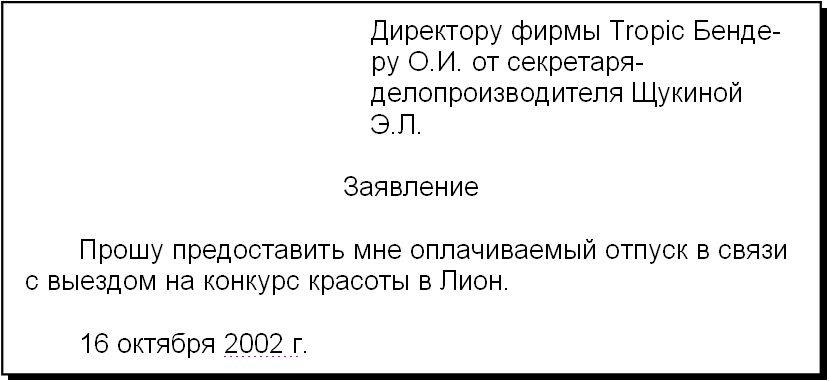 Директору фирмы Tropic Бенде-
ру О.И. от секретаря-
делопроизводителя Щукиной
Э.Л.
Заявление
Прошу предоставить мне оплачиваемый отпуск в связи
с выездом на конкурс красоты в Лион.
16 октября 2002 г.